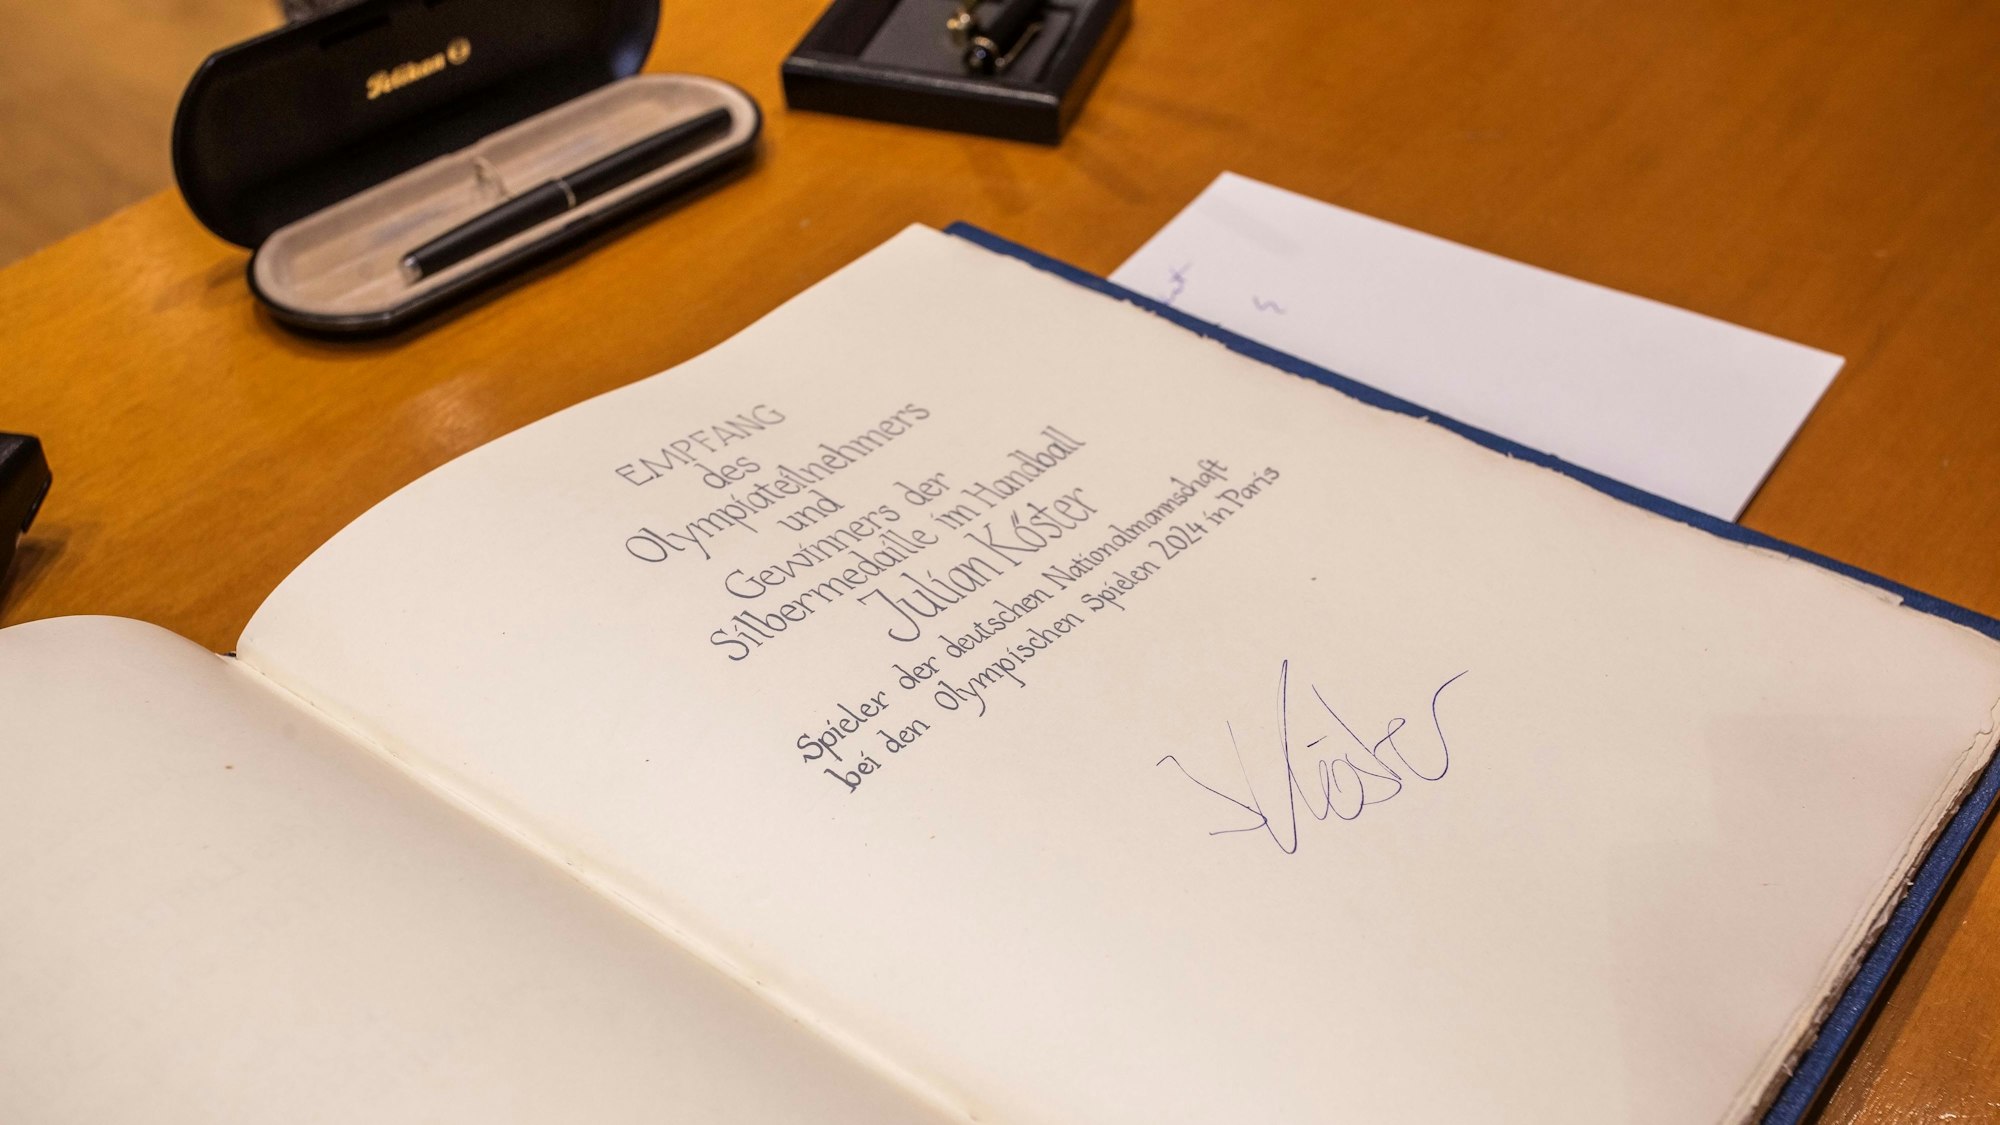 Pelikan
EMPFANG
des
Olympiateilnehmers
und
Gewinners der
Silbermedaille im Handball
Julian Köster
Spieler der deutschen Nationalmannschaft
bei den Olympischen Spielen 2024 in Paris
Köster